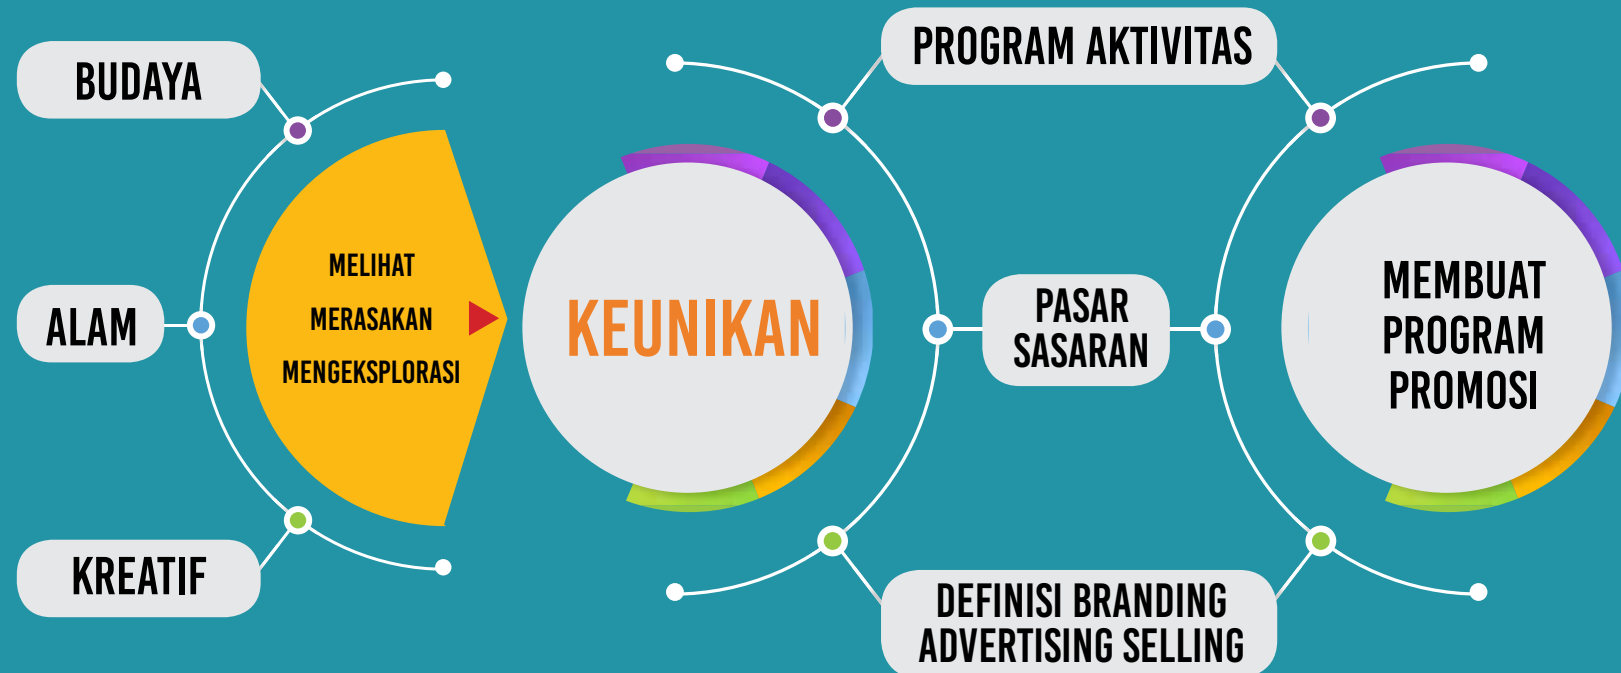 BUDAYA
ALAM
KREATIF
MELIHAT
MERASAKAN
MENGEKSPLORASI
KEUNIKAN
PROGRAM AKTIVITAS
PASAR
SASARAN
DEFINISI BRANDING
ADVERTISING SELLING
MEMBUAT
PROGRAM
PROMOSI